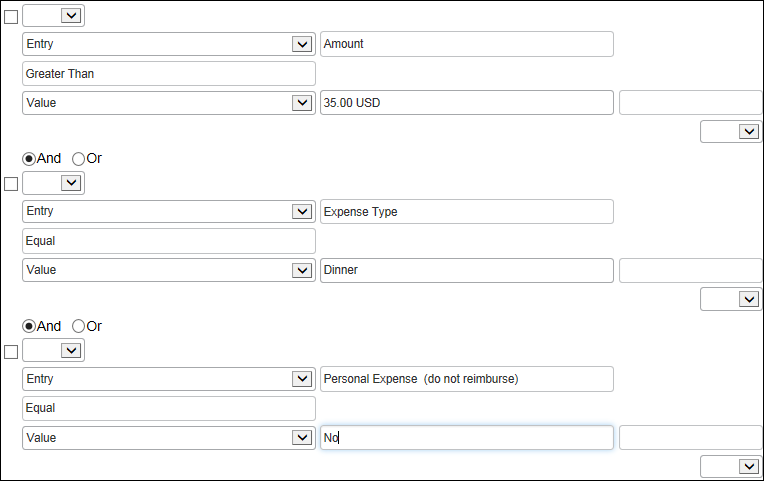 Entry Amount
Greater Than
Value 35.00 USD
And Or
Entry Expense Type
Equal
Value Dinner
And Or
Entry Personal Expense  (do not reimburse)
Equal
Value No